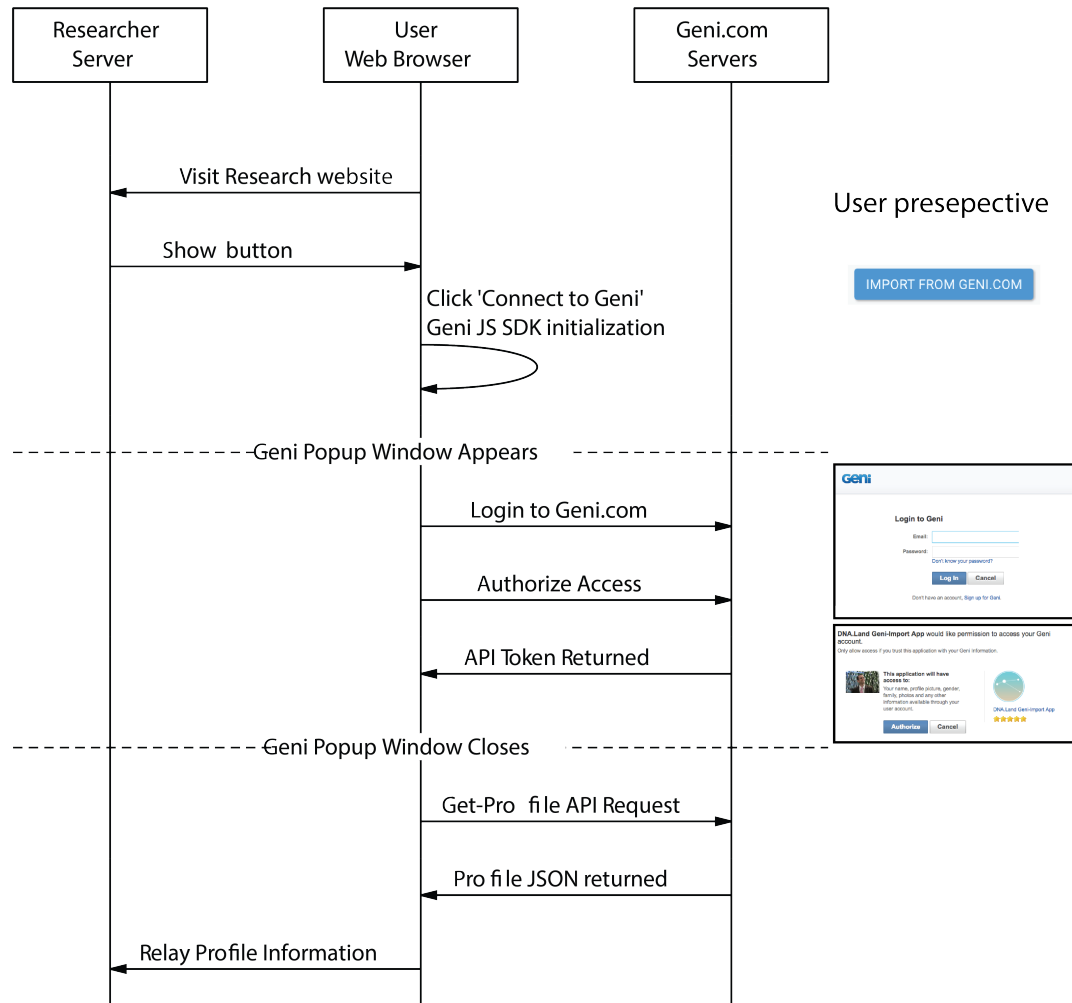 Researcher
Server
User
Web Browser
Geni.com
Servers
Visit Research website
User presepective
Show button
IMPORT FROM GENI.COM
Click 'Connect to Geni'
Geni JS SDK initialization
Geni Popup Window Appears
Geni
Login to Geni.com
Login to Geni
Email:
Password:
Don't know your password?
Log In Cancel
Don't have an account, Sign up for Geni.
Authorize Access
API Token Returned
DNA.Land Geni-Import App would like permission to access your Geni
account.
Only allow access if you trust this application with your Geni information.
This application will have
access to:
Your name, profile picture, gender,
family, photos and any other
information available through your
user account.
DNA.Land Geni-Import App
Authorize Cancel
Geni Popup Window Closes
Get-Pro file API Request
Pro file JSON returned
Relay Profile Information